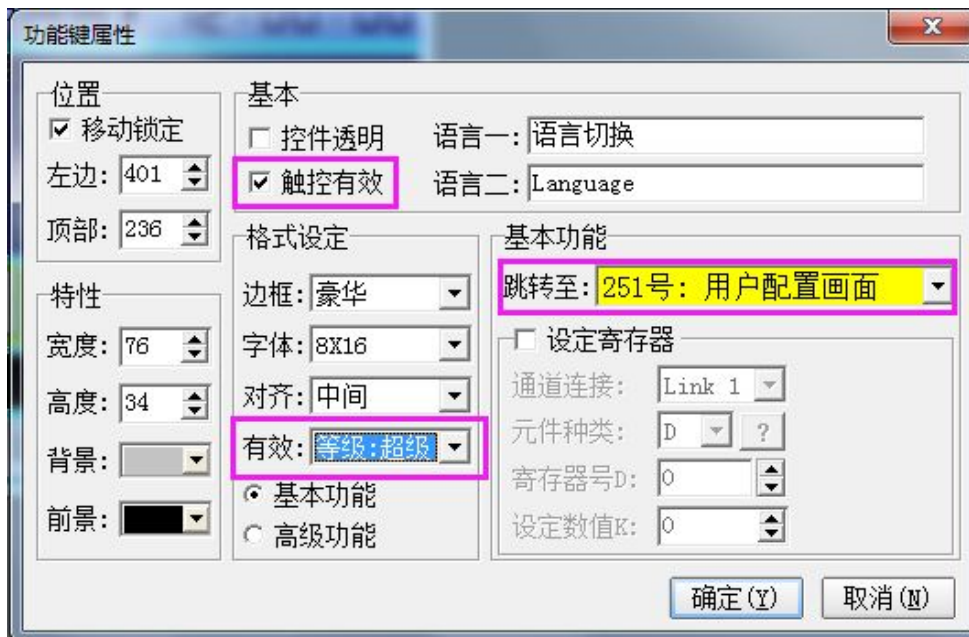 功能键属性
x
位置
移动锁定
左边: 401
顶部: 236
特性
宽度: 76
高度: 34
背景:
前景:
基本
控件透明
触控有效
语言一: 语言切换
语言二: Language
格式设定
边框: 豪华
字体: 8X16
对齐: 中间
有效: 等级:超级
基本功能
高级功能
基本功能
跳转至: 251号: 用户配置画面
设定寄存器
通道连接: Link 1
元件种类: D ?
寄存器号D: 0
设定数值K: 0
确定(Y) 取消(N)